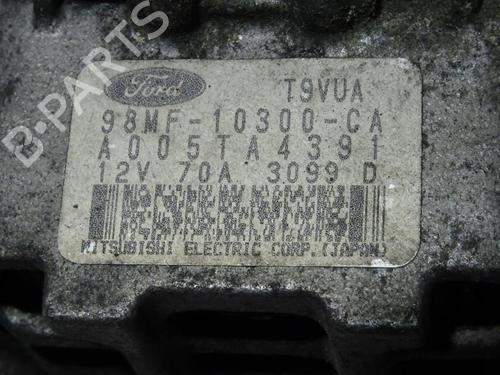 Ford
T9VUA
98MF-10300-CA
A005TA4391
12V 70A 3099 D
MITSUBISHI ELECTRIC CORP.(JAPAN)
B-PARTS